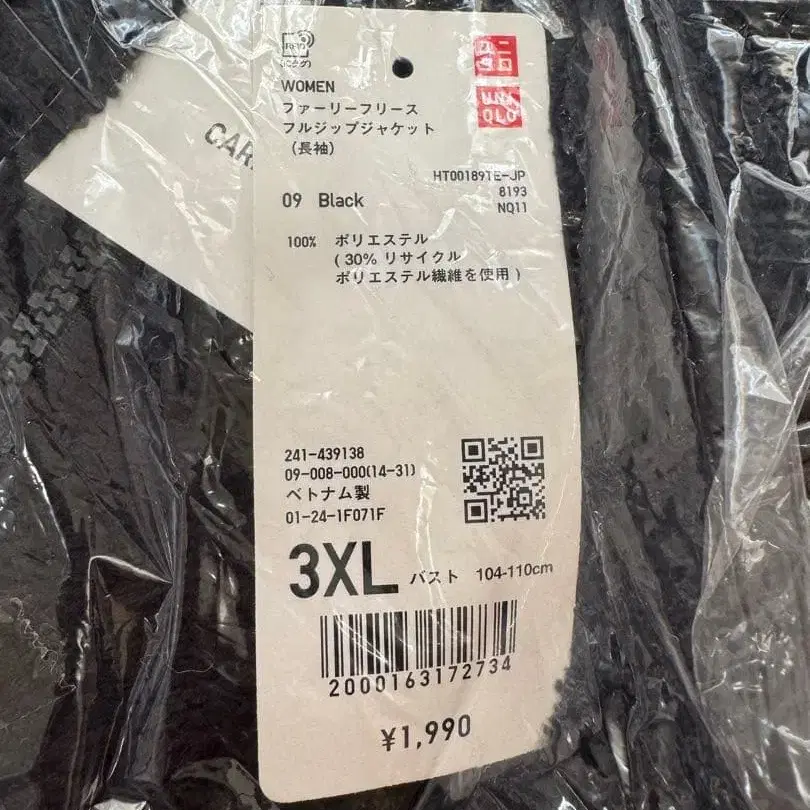 RFID
WOMEN
ファーリーフリース
フルジップジャケット
（長袖）
ユニ
クロ
UNI
QLO
HT00189TE-JP
8193
NQ11
09 Black
100% ポリエステル
( 30% リサイクル
ポリエステル繊維を使用 )
241-439138
09-008-000(14-31)
ベトナム製
01-24-1F071F
3XL バスト 104-110cm
2000163172734
¥1,990